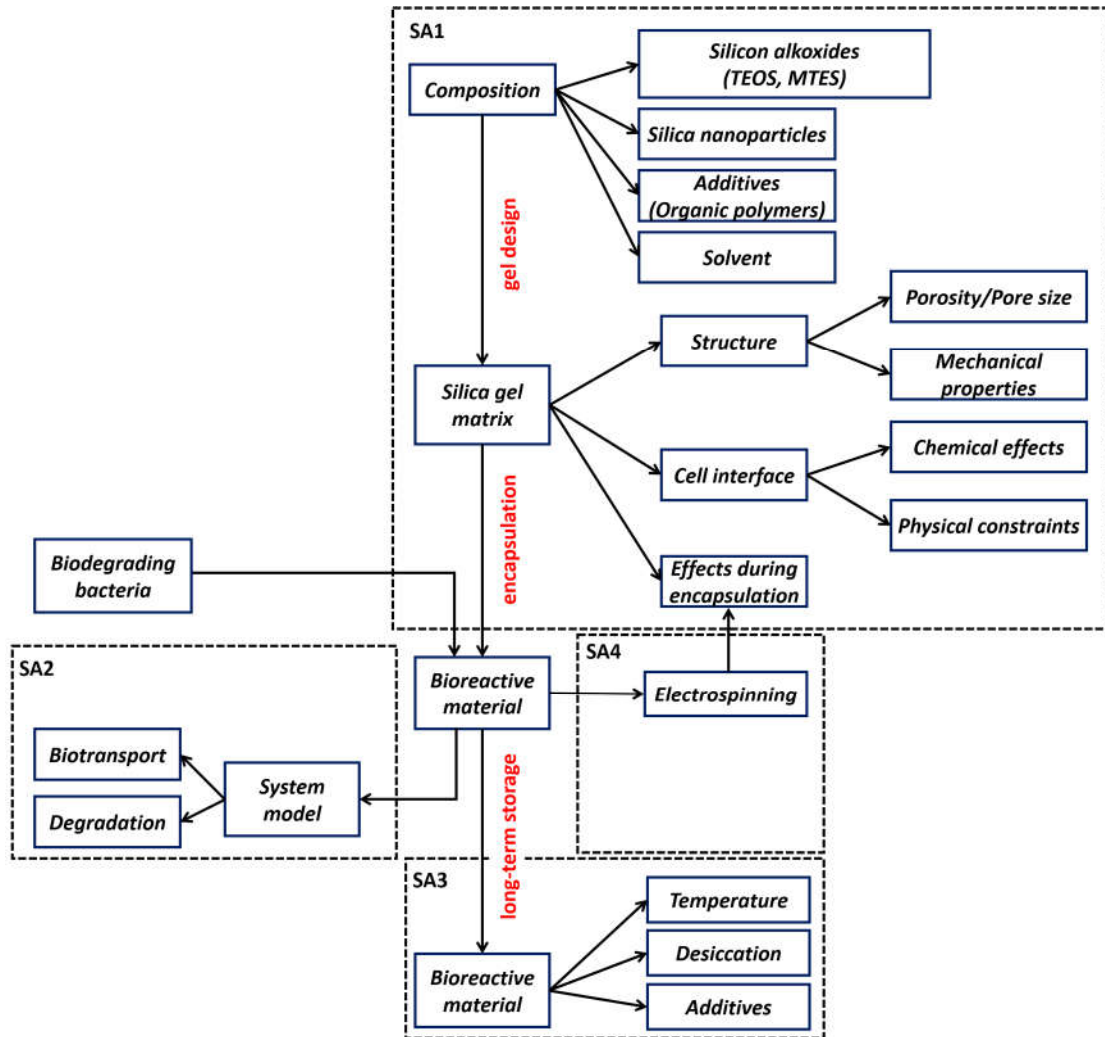 SA1
Composition
Silicon alkoxides
(TEOS, MTES)
Silica nanoparticles
Additives
(Organic polymers)
Solvent
gel design
Silica gel
matrix
Structure
Porosity/Pore size
Mechanical
properties
Cell interface
Chemical effects
Physical constraints
Effects during
encapsulation
encapsulation
Biodegrading
bacteria
Bioreactive
material
SA4
Electrospinning
SA2
Biotransport
Degradation
System
model
long-term storage
SA3
Bioreactive
material
Temperature
Desiccation
Additives